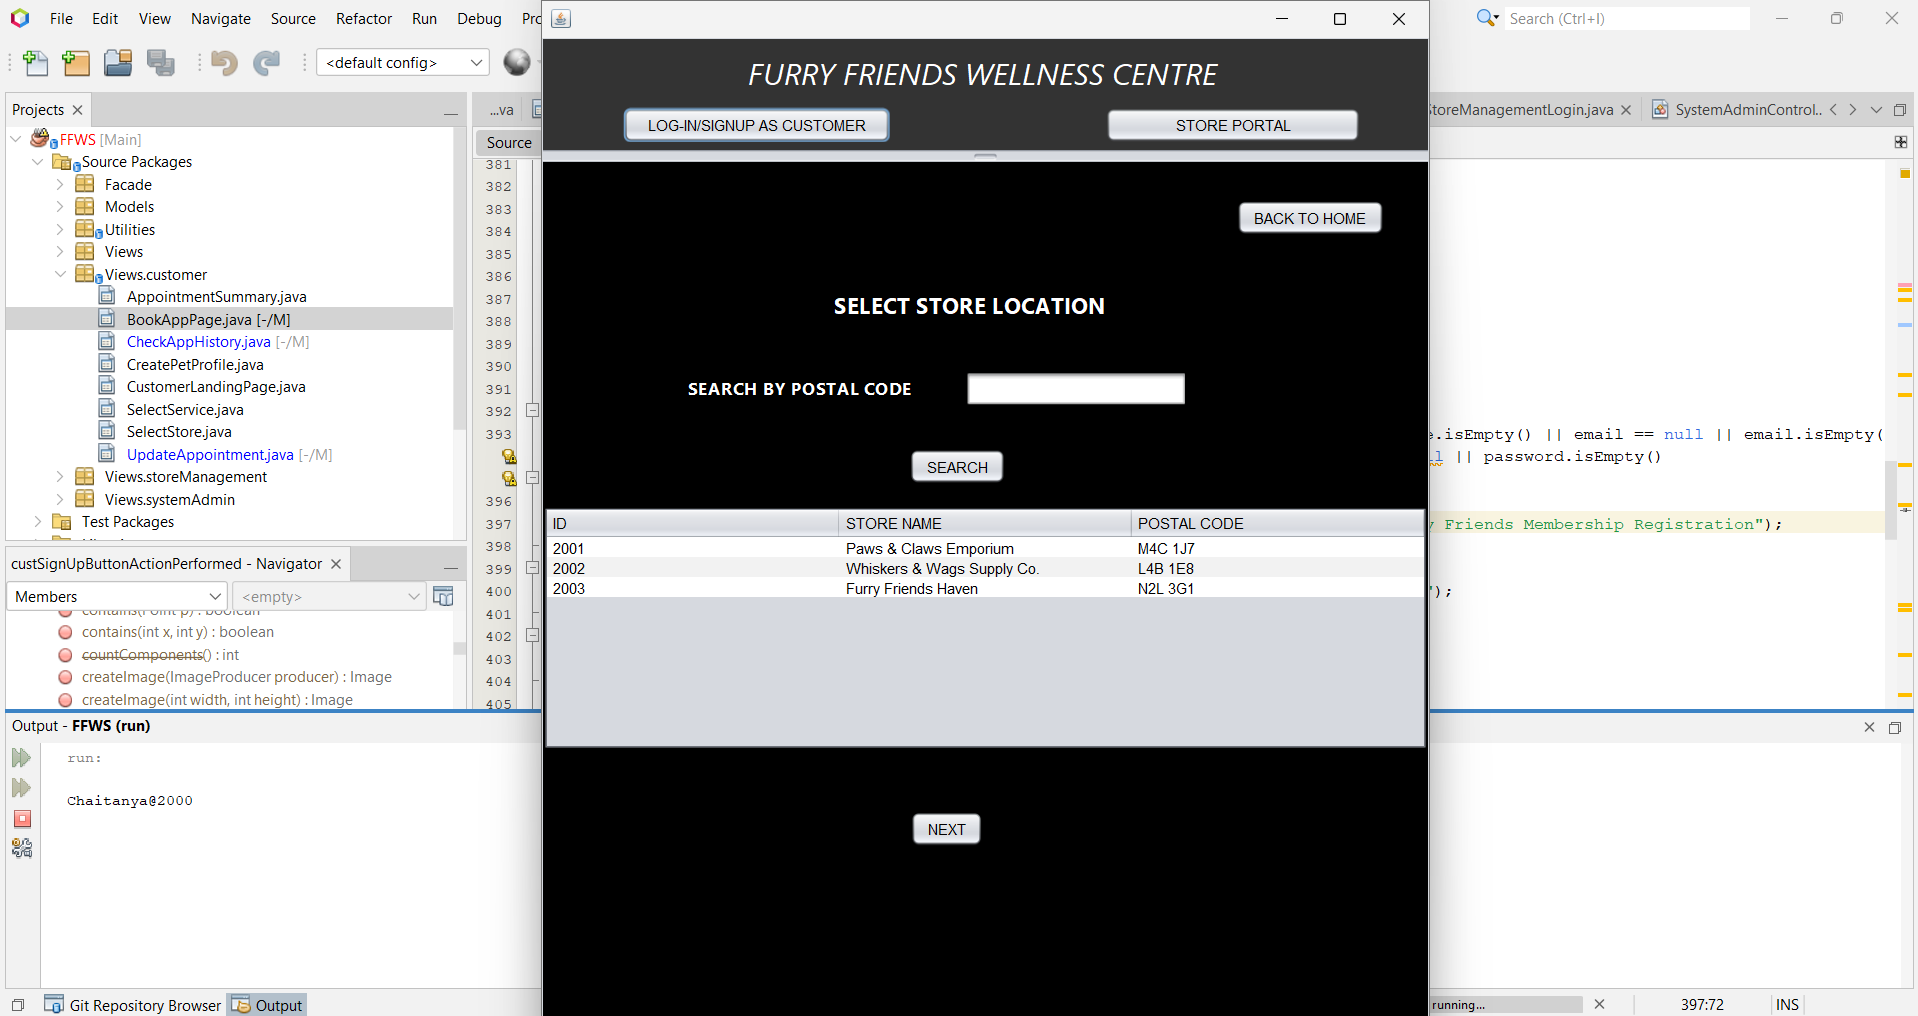 File Edit View Navigate Source Refactor Run Debug
Search (Ctrl+I)
<default config>
FURRY FRIENDS WELLNESS CENTRE
LOG-IN/SIGNUP AS CUSTOMER
STORE PORTAL
Projects
...va
StoreManagementLogin.java
SystemAdminControl..
FFWS [Main]
Source Packages
Facade
Models
Utilities
Views
Views.customer
AppointmentSummary.java
BookAppPage.java [-/M]
CheckAppHistory.java [-/M]
CreatePetProfile.java
CustomerLandingPage.java
SelectService.java
SelectStore.java
UpdateAppointment.java [-/M]
Views.storeManagement
Views.systemAdmin
Test Packages
Source
381
382
383
384
385
386
387
388
389
390
391
392
393
396
397
398
399
400
401
402
403
404
405
BACK TO HOME
SELECT STORE LOCATION
SEARCH BY POSTAL CODE
SEARCH
ID STORE NAME POSTAL CODE
2001 Paws & Claws Emporium M4C 1J7
2002 Whiskers & Wags Supply Co. L4B 1E8
2003 Furry Friends Haven N2L 3G1
NEXT
e.isEmpty() || email == null || email.isEmpty(
ll || password.isEmpty()
y Friends Membership Registration");
");
custSignUpButtonActionPerformed - Navigator
Members
<empty>
contains(Point p) : boolean
contains(int x, int y) : boolean
countComponents() : int
createImage(ImageProducer producer) : Image
createImage(int width, int height) : Image
Output - FFWS (run)
run:
Chaitanya@2000
Git Repository Browser
Output
running...
397:72
INS